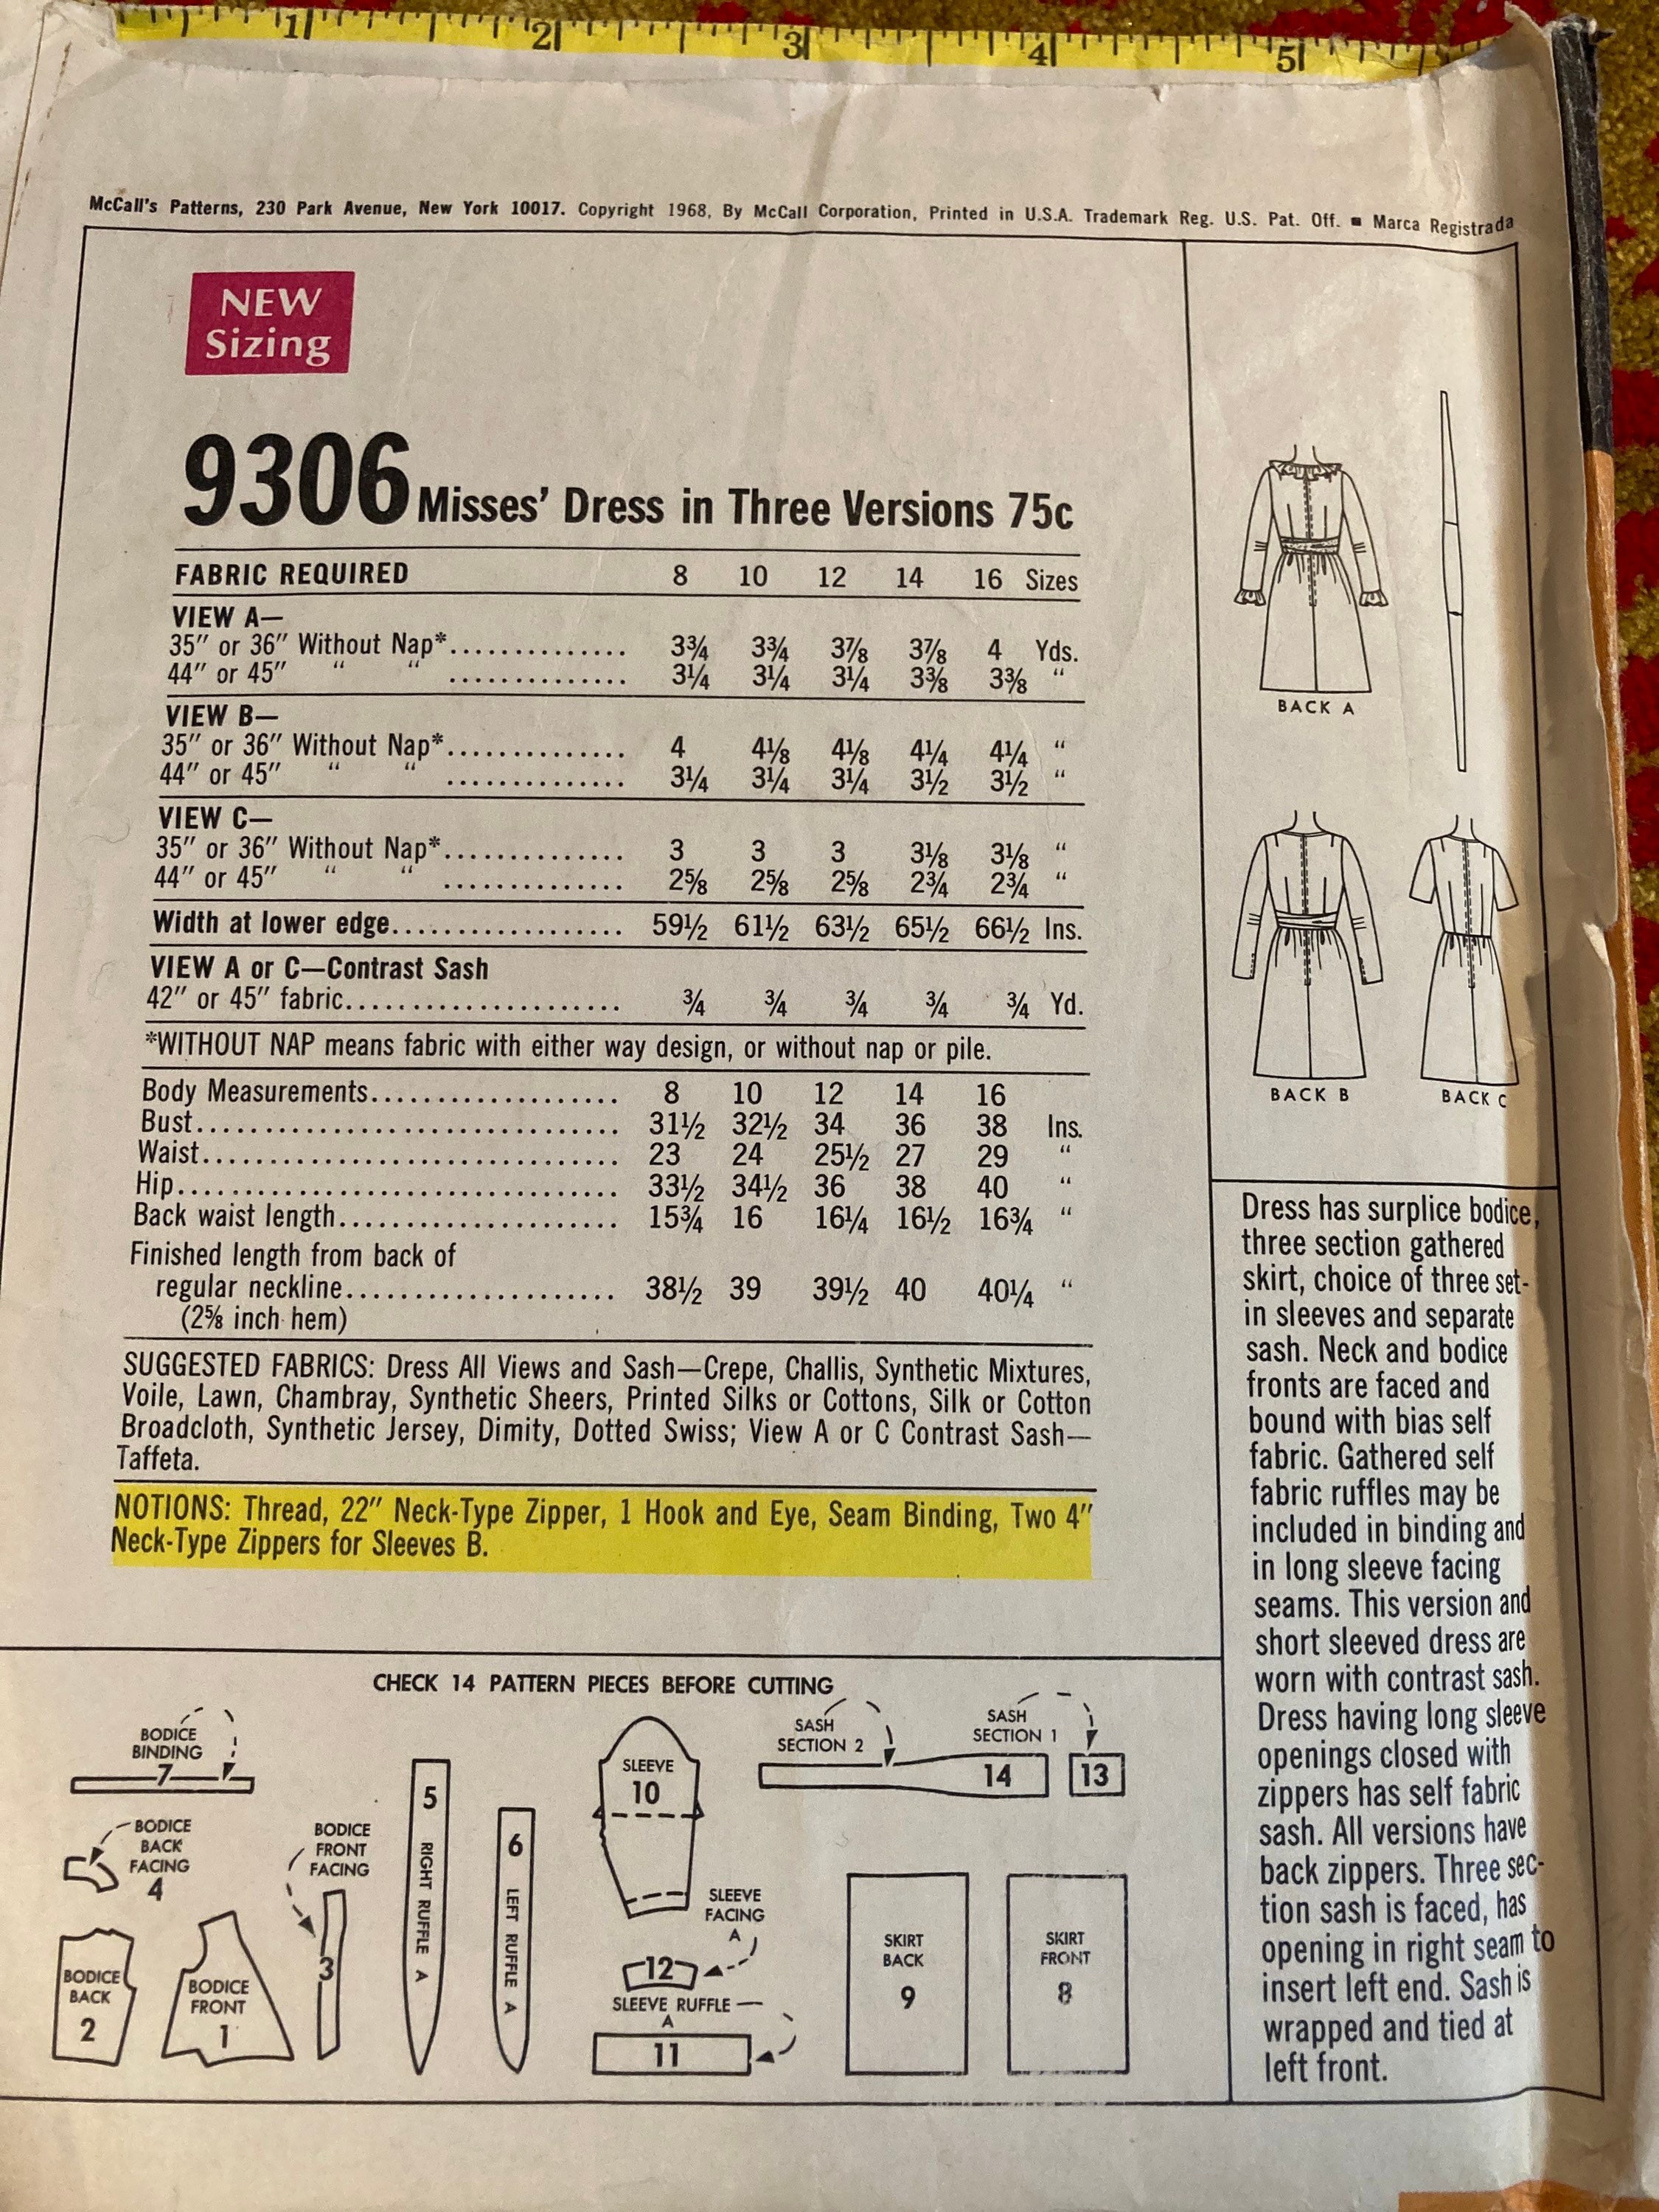 1 2 3 4 5
McCall's Patterns, 230 Park Avenue, New York 10017. Copyright 1968, By McCall Corporation, Printed in U.S.A. Trademark Reg. U.S. Pat. Off. ▪ Marca Registrada
NEW
Sizing
9306 Misses' Dress in Three Versions 75c
FABRIC REQUIRED 8 10 12 14 16 Sizes
VIEW A—
35″ or 36″ Without Nap*.............. 3¾ 3¾ 3⅞ 3⅞ 4 Yds.
44″ or 45″ “ “ .............. 3¼ 3¼ 3¼ 3⅜ 3⅜ “
VIEW B—
35″ or 36″ Without Nap*.............. 4 4⅛ 4⅛ 4¼ 4¼ “
44″ or 45″ “ “ .............. 3¼ 3¼ 3¼ 3½ 3½ “
VIEW C—
35″ or 36″ Without Nap*.............. 3 3 3 3⅛ 3⅛ “
44″ or 45″ “ “ .............. 2⅝ 2⅝ 2⅝ 2¾ 2¾ “
Width at lower edge.................. 59½ 61½ 63½ 65½ 66½ Ins.
VIEW A or C—Contrast Sash
42″ or 45″ fabric..................... ¾ ¾ ¾ ¾ ¾ Yd.
*WITHOUT NAP means fabric with either way design, or without nap or pile.
Body Measurements................... 8 10 12 14 16
Bust................................ 31½ 32½ 34 36 38 Ins.
Waist................................ 23 24 25½ 27 29 “
Hip.................................. 33½ 34½ 36 38 40 “
Back waist length..................... 15¾ 16 16¼ 16½ 16¾ “
Finished length from back of
regular neckline..................... 38½ 39 39½ 40 40¼ “
(2⅝ inch hem)
SUGGESTED FABRICS: Dress All Views and Sash—Crepe, Challis, Synthetic Mixtures,
Voile, Lawn, Chambray, Synthetic Sheers, Printed Silks or Cottons, Silk or Cotton
Broadcloth, Synthetic Jersey, Dimity, Dotted Swiss; View A or C Contrast Sash—
Taffeta.
NOTIONS: Thread, 22″ Neck-Type Zipper, 1 Hook and Eye, Seam Binding, Two 4″
Neck-Type Zippers for Sleeves B.
BACK A
BACK B
BACK C
Dress has surplice bodice,
three section gathered
skirt, choice of three set-
in sleeves and separate
sash. Neck and bodice
fronts are faced and
bound with bias self
fabric. Gathered self
fabric ruffles may be
included in binding and
in long sleeve facing
seams. This version and
short sleeved dress are
worn with contrast sash.
Dress having long sleeve
openings closed with
zippers has self fabric
sash. All versions have
back zippers. Three sec-
tion sash is faced, has
opening in right seam to
insert left end. Sash is
wrapped and tied at
left front.
CHECK 14 PATTERN PIECES BEFORE CUTTING
BODICE
BINDING
7
BODICE
BACK
FACING
4
BODICE
FRONT
FACING
3
BODICE
BACK
2
BODICE
FRONT
1
5
RIGHT RUFFLE A
6
LEFT RUFFLE A
SLEEVE
10
SLEEVE
FACING
A
12
SLEEVE RUFFLE —
A
11
SASH
SECTION 2
14
SASH
SECTION 1
13
SKIRT
BACK
9
SKIRT
FRONT
8